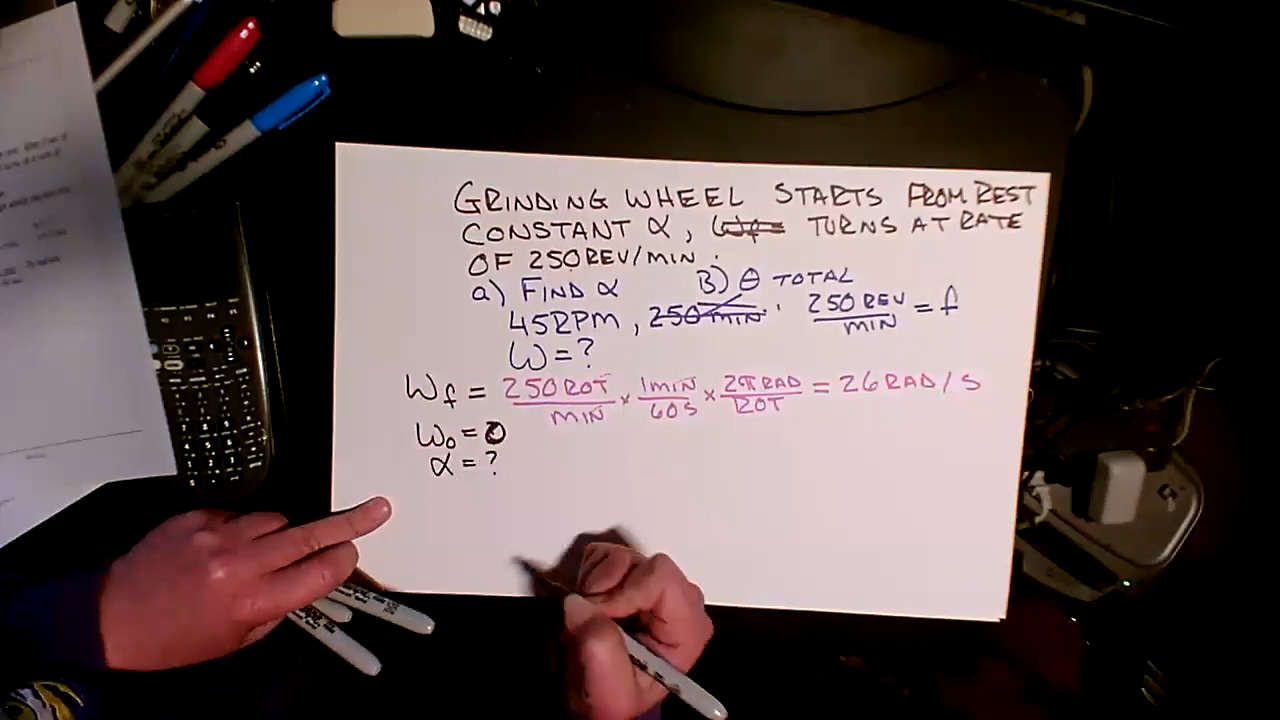 GRINDING WHEEL STARTS FROM REST
CONSTANT α, TURNS AT RATE
OF 250 REV/MIN.
a) FIND α B) θ TOTAL
45 RPM, 250 MIN. 250 REV/MIN = f
ω = ?
ωf = 250 ROT/MIN × 1 MIN/60 S × 2π RAD/ROT = 26 RAD/S
ω₀ = 0
α = ?